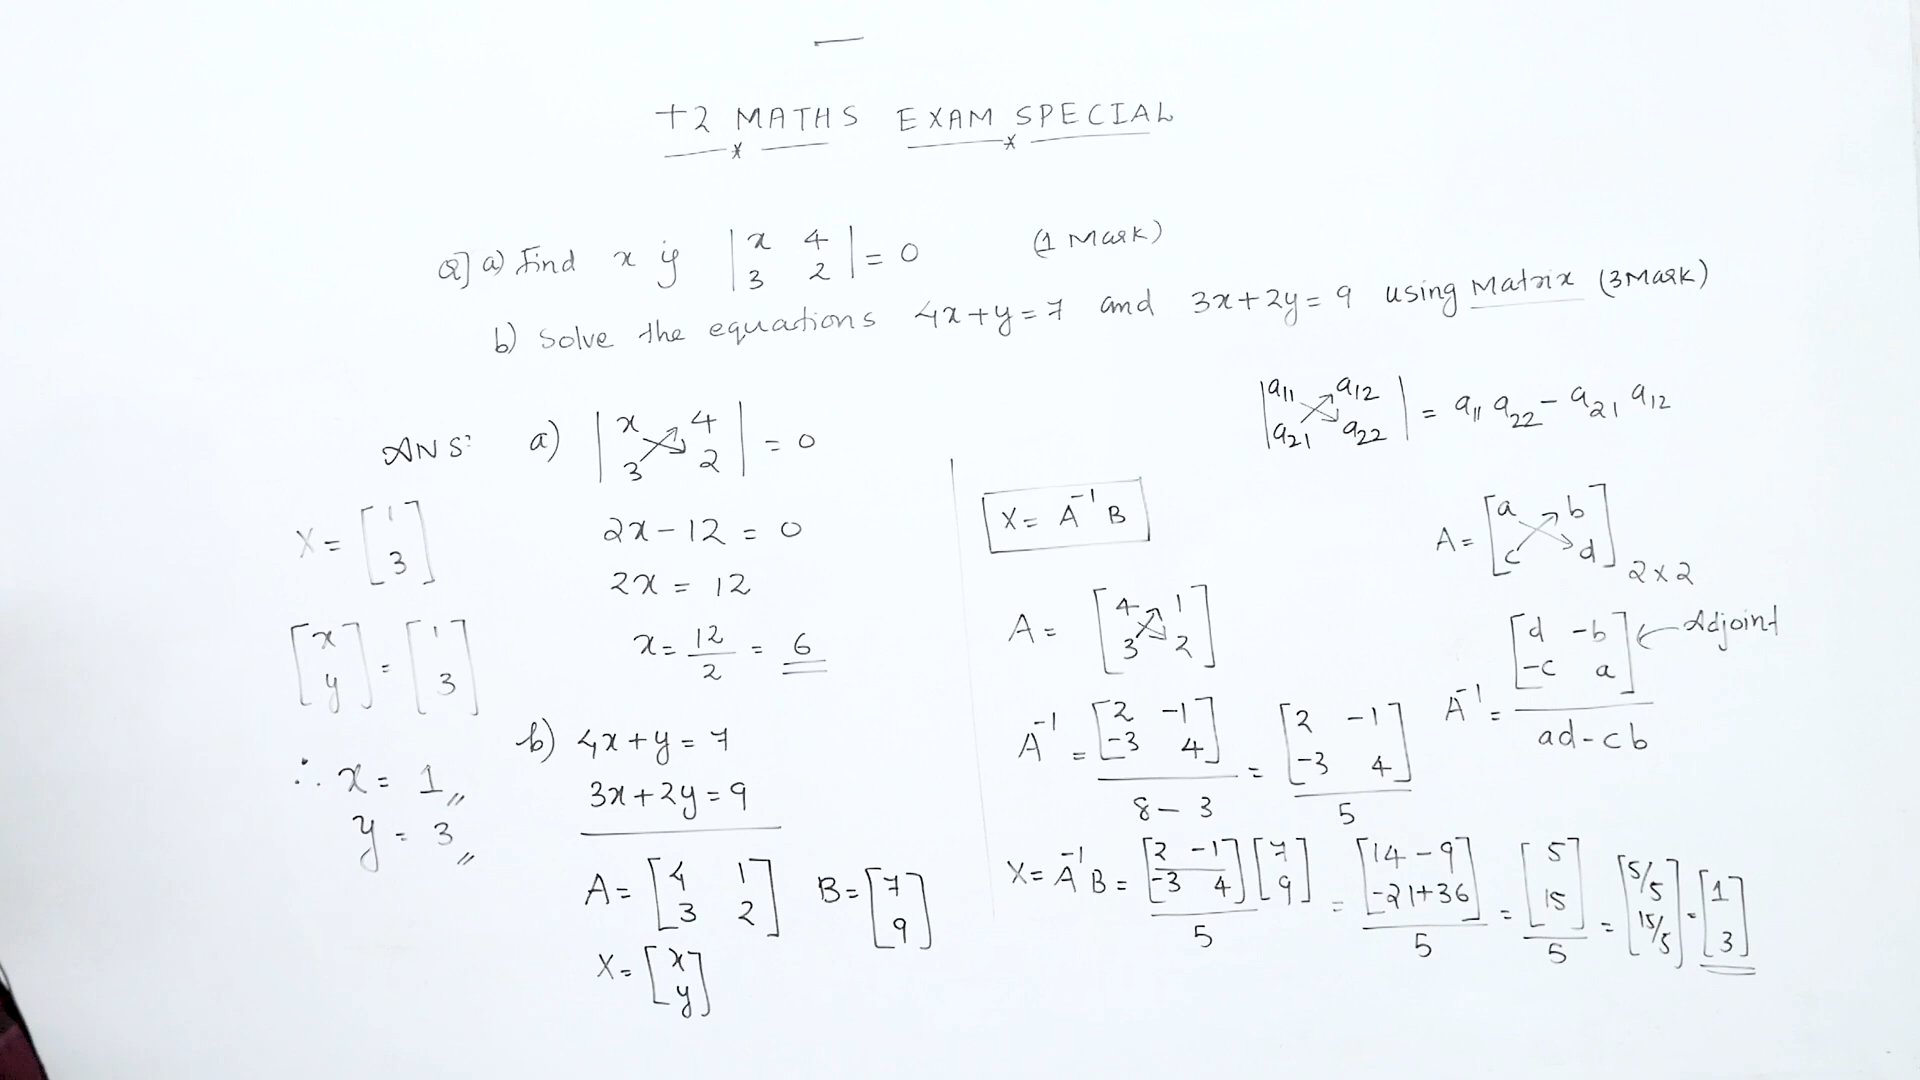 +2 MATHS EXAM SPECIAL
Q] a) Find x if | x 4 | = 0 (1 Mark)
| 3 2 |
b) Solve the equations 4x+y=7 and 3x+2y=9 using Matrix (3Mark)
ANS: a) | x 4 | = 0
| 3 2 |
2x-12 = 0
2x = 12
x = 12/2 = 6
b) 4x+y=7
3x+2y=9
A = [4 1; 3 2] B = [7; 9]
X = [x; y]
|a11 a12; a21 a22| = a11 a22 - a21 a12
X = A⁻¹ B
A = [a b; c d] 2x2
A = [4 1; 3 2]
A⁻¹ = [d -b; -c a] / ad-cb ← Adjoint
A⁻¹ = [2 -1; -3 4] / 8-3 = [2 -1; -3 4] / 5
X = A⁻¹B = [2 -1; -3 4] / 5 [7; 9] = [14-9; -21+36] / 5 = [5; 15] / 5 = [5/5; 15/5] = [1; 3]
X = [1; 3]
[x; y] = [1; 3]
∴ x = 1,,
y = 3,,